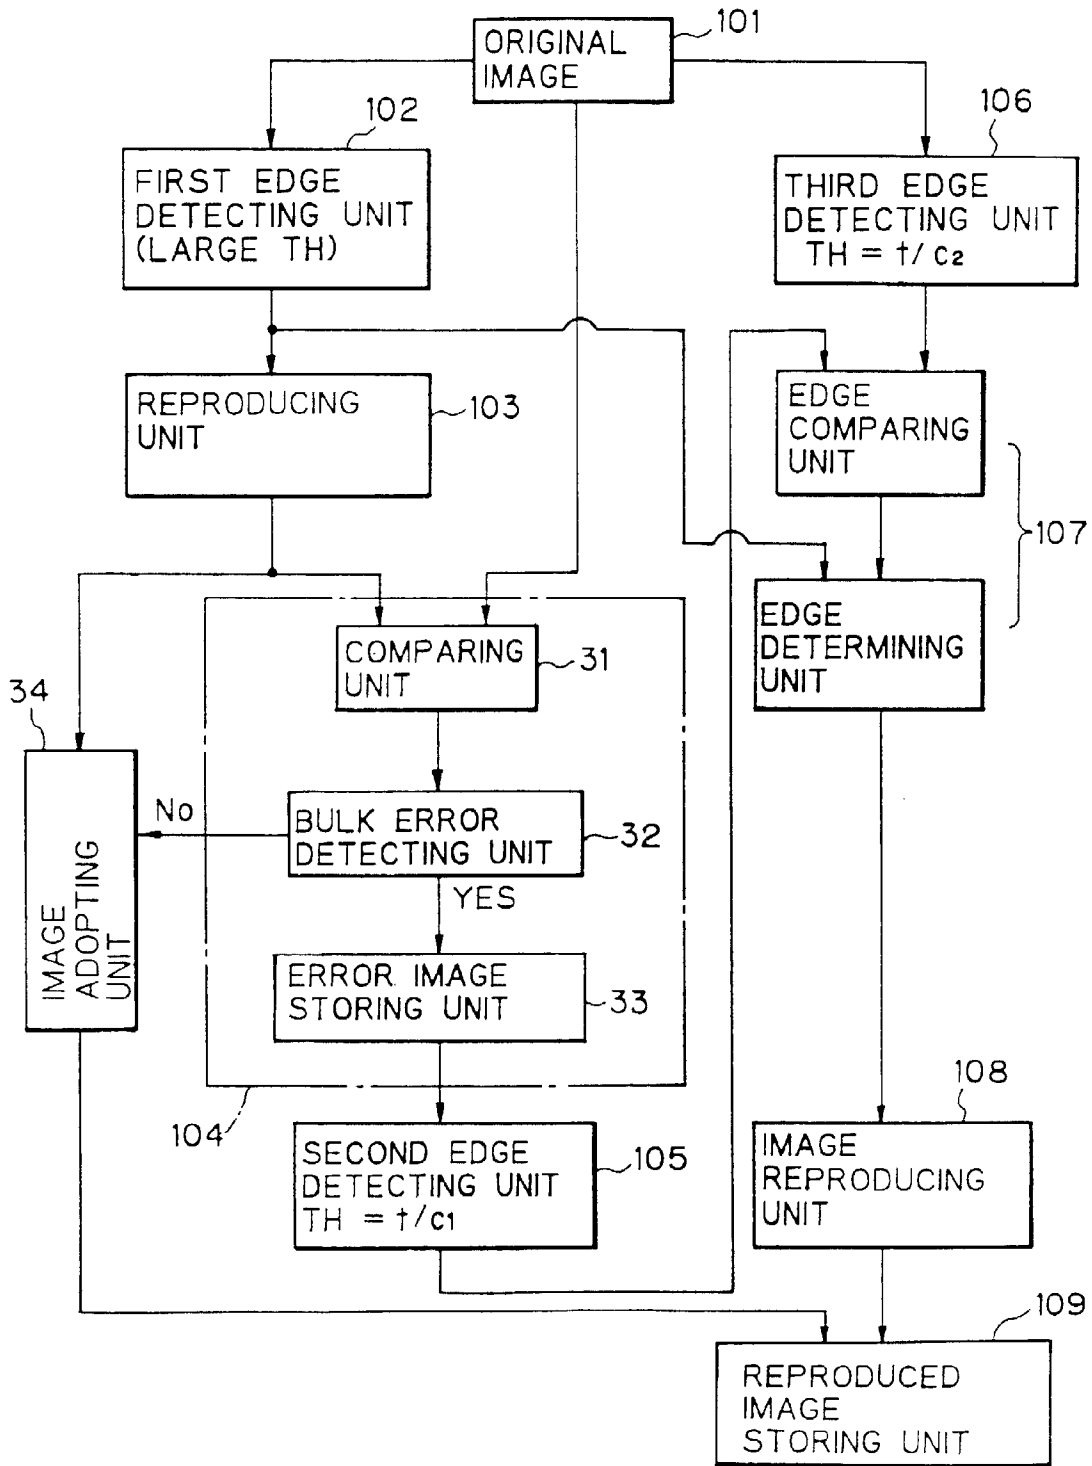 101
ORIGINAL
IMAGE
102
FIRST EDGE
DETECTING UNIT
(LARGE TH)
106
THIRD EDGE
DETECTING UNIT
TH = t/c2
REPRODUCING
UNIT
103
EDGE
COMPARING
UNIT
107
EDGE
DETERMINING
UNIT
COMPARING
UNIT
31
34
IMAGE
ADOPTING
UNIT
No
BULK ERROR
DETECTING UNIT
32
YES
ERROR IMAGE
STORING UNIT
33
104
SECOND EDGE
DETECTING UNIT
TH = t/c1
105
108
IMAGE
REPRODUCING
UNIT
109
REPRODUCED
IMAGE
STORING UNIT